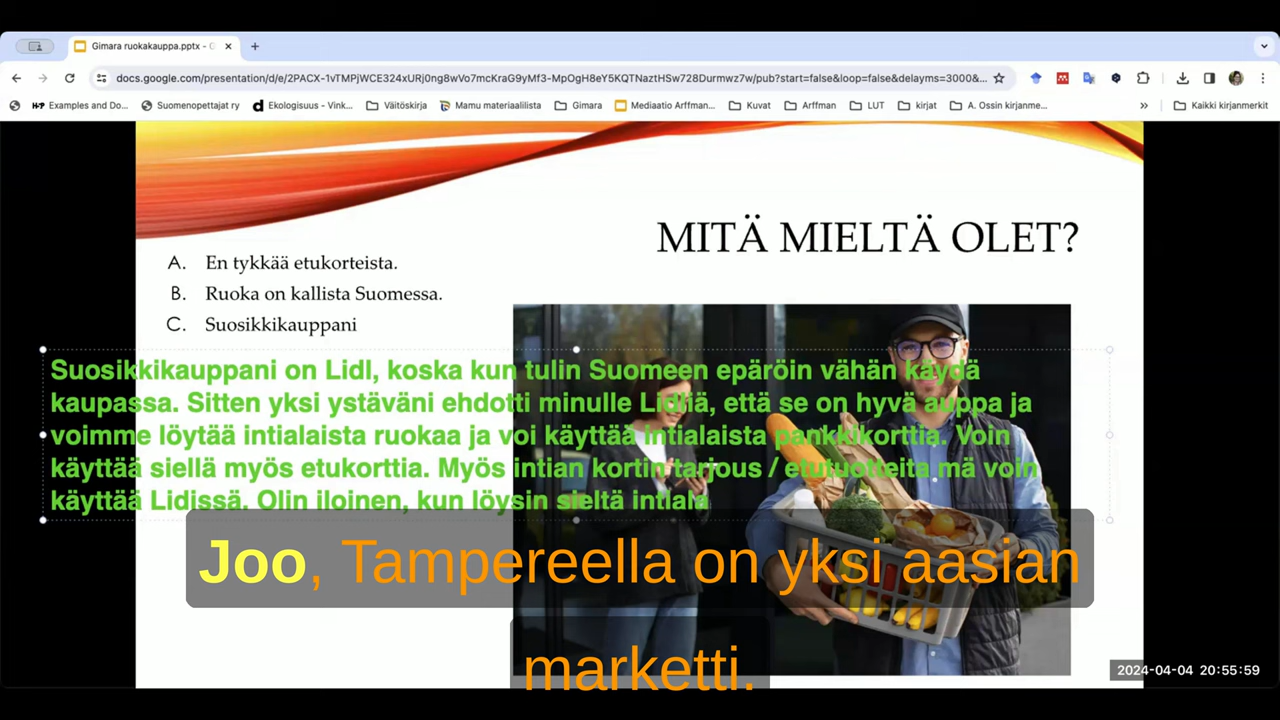 Gimara ruokakauppa.pptx - G
docs.google.com/presentation/d/e/2PACX-1vTMPjWCE324xURj0ng8wVo7mcKraG9yMf3-MpOgH8eY5KQTNaztHSw728Durmwz7w/pub?start=false&loop=false&delayms=3000&...
Examples and Do... Suomenopettajat ry Ekologisuus - Vink... Väitöskirja Mamu materiaalilista Gimara Mediaatio Arffman... Kuvat Arffman LUT kirjat A. Ossin kirjanme... » Kaikki kirjanmerkit
MITÄ MIELTÄ OLET?
A. En tykkää etukorteista.
B. Ruoka on kallista Suomessa.
C. Suosikkikauppani
Suosikkikauppani on Lidl, koska kun tulin Suomeen epäröin vähän käydä
kaupassa. Sitten yksi ystäväni ehdotti minulle Lidliä, että se on hyvä auppa ja
voimme löytää intialaista ruokaa ja voi käyttää intialaista pankkikorttia. Voin
käyttää siellä myös etukorttia. Myös intian kortin tarjous / etutuotteita mä voin
käyttää Lidissä. Olin iloinen, kun löysin sieltä intiala
Joo, Tampereella on yksi aasian
marketti.
2024-04-04 20:55:59